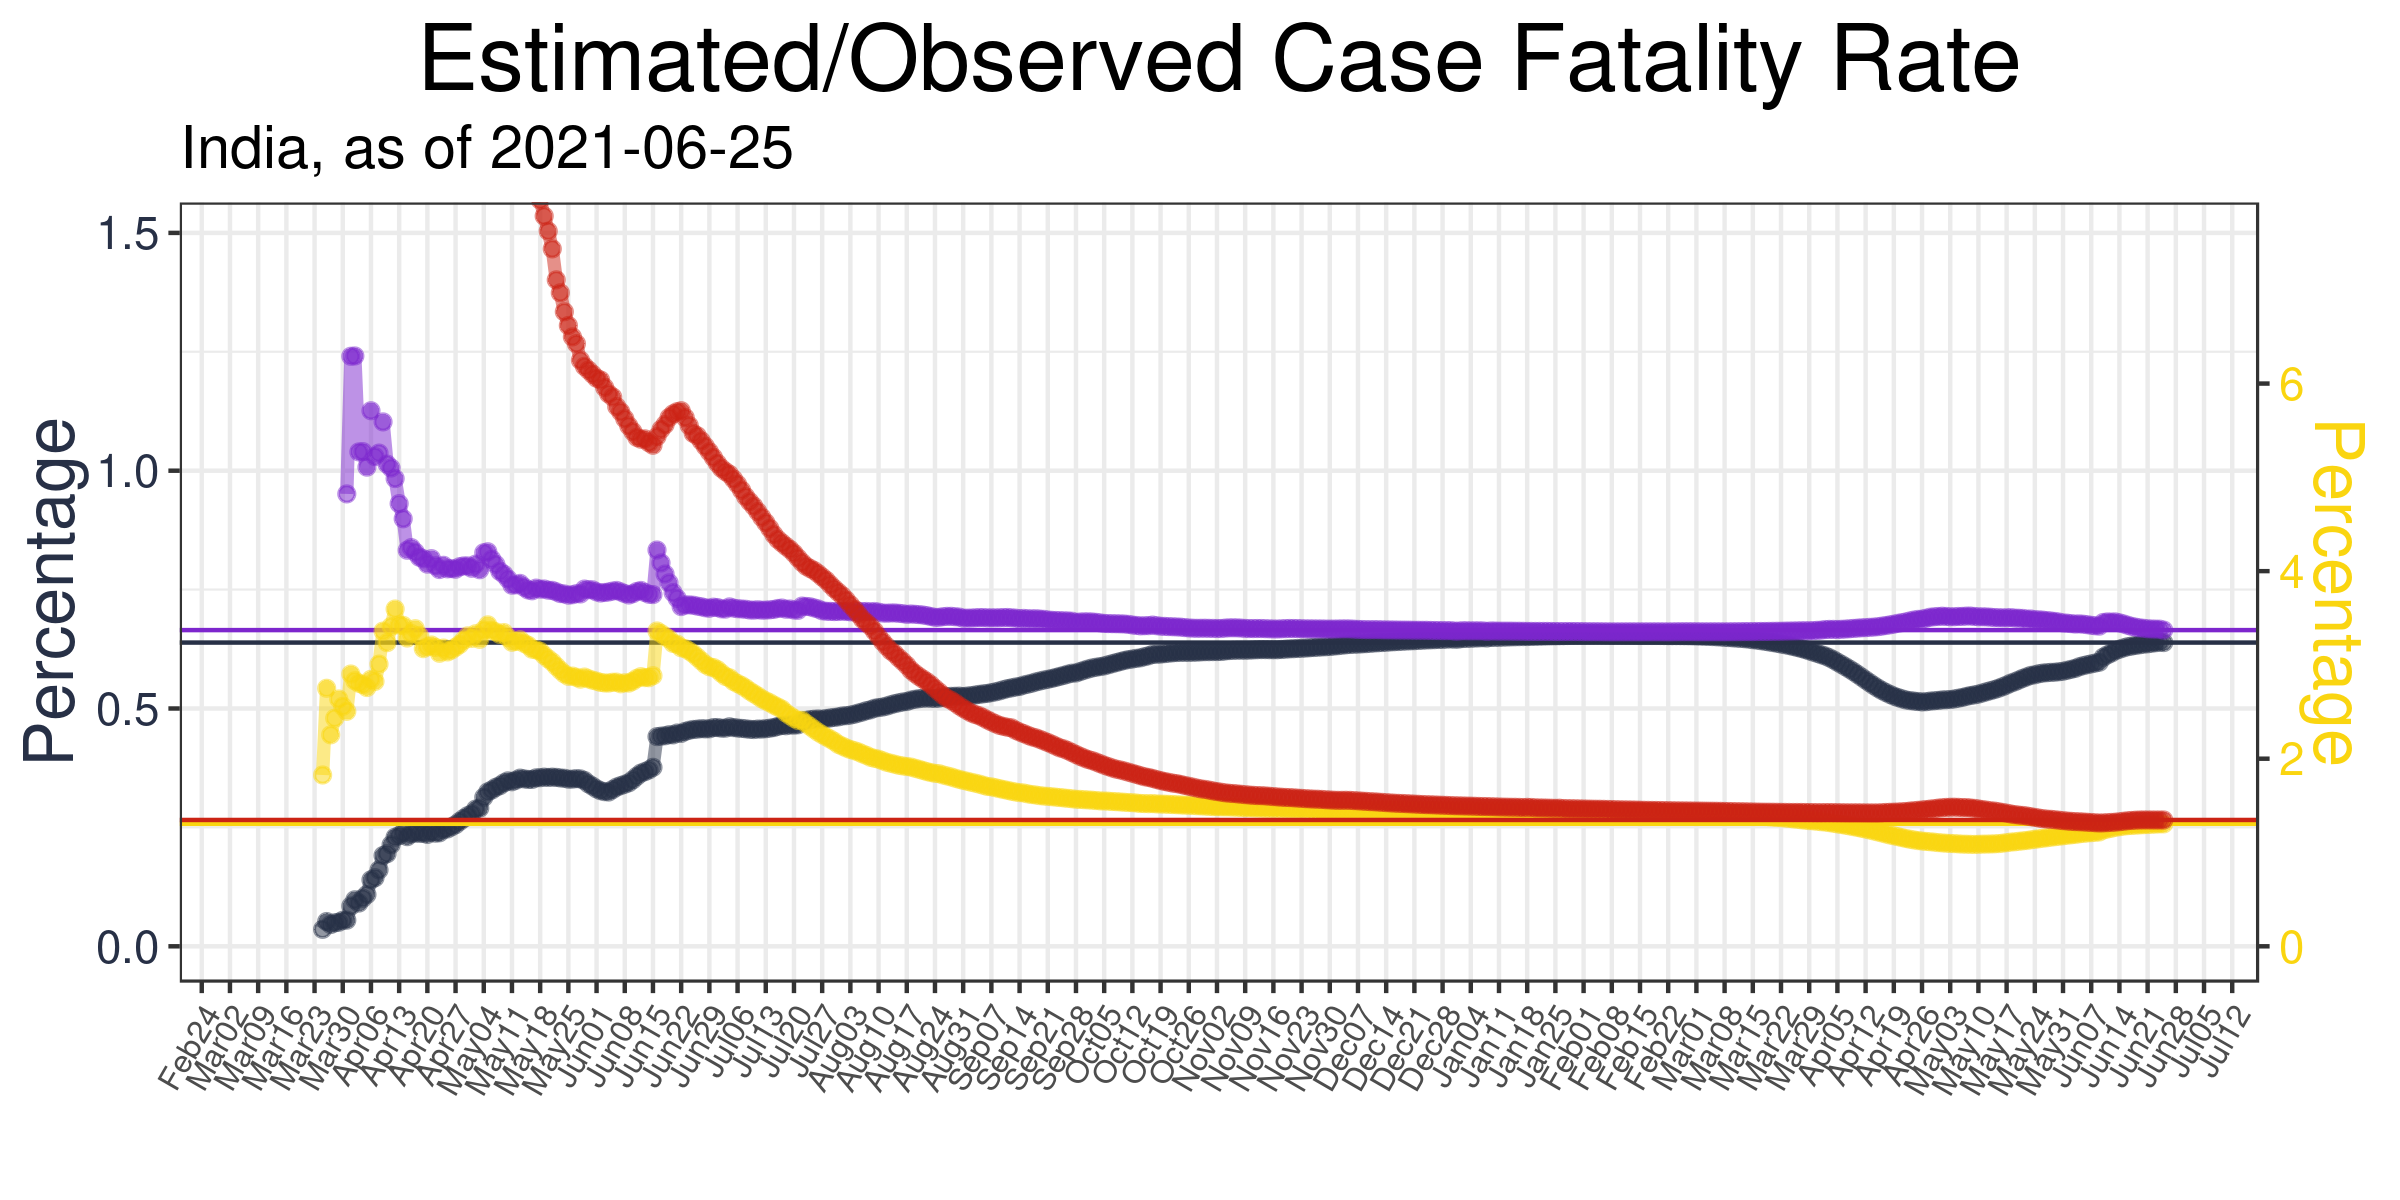 Estimated/Observed Case Fatality Rate
India, as of 2021-06-25
Percentage
1.5
1.0
0.5
0.0
6
4
2
0
Percentage
Feb24
Mar02
Mar09
Mar16
Mar23
Mar30
Apr06
Apr13
Apr20
Apr27
May04
May11
May18
May25
Jun01
Jun08
Jun15
Jun22
Jun29
Jul06
Jul13
Jul20
Jul27
Aug03
Aug10
Aug17
Aug24
Aug31
Sep07
Sep14
Sep21
Sep28
Oct05
Oct12
Oct19
Oct26
Nov02
Nov09
Nov16
Nov23
Nov30
Dec07
Dec14
Dec21
Dec28
Jan04
Jan11
Jan18
Jan25
Feb01
Feb08
Feb15
Feb22
Mar01
Mar08
Mar15
Mar22
Mar29
Apr05
Apr12
Apr19
Apr26
May03
May10
May17
May24
May31
Jun07
Jun14
Jun21
Jun28
Jul05
Jul12